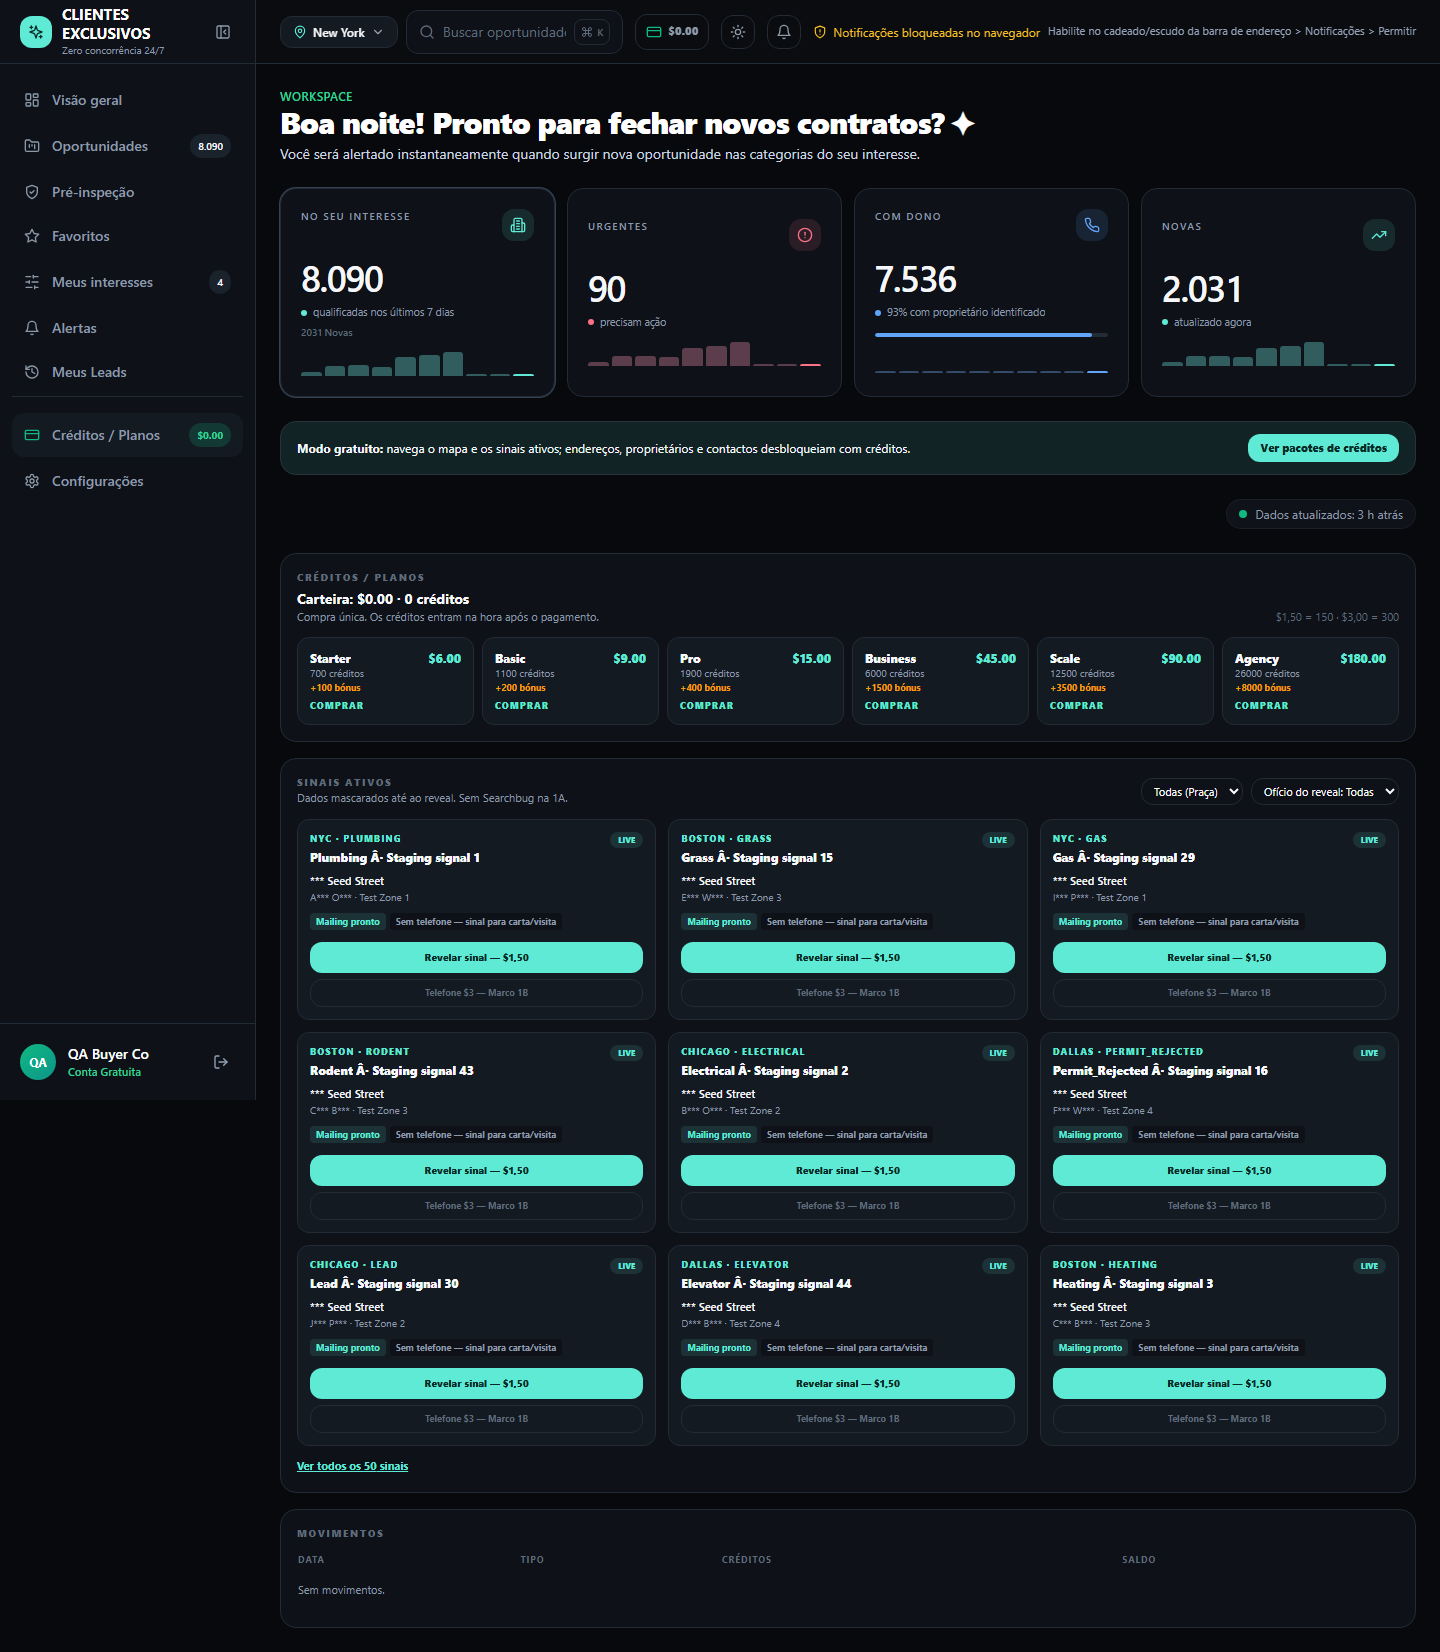 CLIENTES
EXCLUSIVOS
Zero concorrência 24/7
New York
Buscar oportunidade
⌘ K
$0.00
Notificações bloqueadas no navegador
Habilite no cadeado/escudo da barra de endereço > Notificações > Permitir
Visão geral
Oportunidades
8.090
Pré-inspeção
Favoritos
Meus interesses
4
Alertas
Meus Leads
Créditos / Planos
$0.00
Configurações
QA
QA Buyer Co
Conta Gratuita
WORKSPACE
Boa noite! Pronto para fechar novos contratos? ✦
Você será alertado instantaneamente quando surgir nova oportunidade nas categorias do seu interesse.
NO SEU INTERESSE
8.090
qualificadas nos últimos 7 dias
2031 Novas
URGENTES
90
precisam ação
COM DONO
7.536
93% com proprietário identificado
NOVAS
2.031
atualizado agora
Modo gratuito: navega o mapa e os sinais ativos; endereços, proprietários e contactos desbloqueiam com créditos.
Ver pacotes de créditos
Dados atualizados: 3 h atrás
CRÉDITOS / PLANOS
Carteira: $0.00 · 0 créditos
Compra única. Os créditos entram na hora após o pagamento.
$1,50 = 150 · $3,00 = 300
Starter $6.00
700 créditos
+100 bónus
COMPRAR
Basic $9.00
1100 créditos
+200 bónus
COMPRAR
Pro $15.00
1900 créditos
+400 bónus
COMPRAR
Business $45.00
6000 créditos
+1500 bónus
COMPRAR
Scale $90.00
12500 créditos
+3500 bónus
COMPRAR
Agency $180.00
26000 créditos
+8000 bónus
COMPRAR
SINAIS ATIVOS
Dados mascarados até ao reveal. Sem Searchbug na 1A.
Todas (Praça)
Ofício do reveal: Todas
NYC · PLUMBING
LIVE
Plumbing Â· Staging signal 1
*** Seed Street
A*** O*** · Test Zone 1
Mailing pronto
Sem telefone — sinal para carta/visita
Revelar sinal — $1,50
Telefone $3 — Marco 1B
BOSTON · GRASS
LIVE
Grass Â· Staging signal 15
*** Seed Street
E*** W*** · Test Zone 3
Mailing pronto
Sem telefone — sinal para carta/visita
Revelar sinal — $1,50
Telefone $3 — Marco 1B
NYC · GAS
LIVE
Gas Â· Staging signal 29
*** Seed Street
I*** P*** · Test Zone 1
Mailing pronto
Sem telefone — sinal para carta/visita
Revelar sinal — $1,50
Telefone $3 — Marco 1B
BOSTON · RODENT
LIVE
Rodent Â· Staging signal 43
*** Seed Street
C*** B*** · Test Zone 3
Mailing pronto
Sem telefone — sinal para carta/visita
Revelar sinal — $1,50
Telefone $3 — Marco 1B
CHICAGO · ELECTRICAL
LIVE
Electrical Â· Staging signal 2
*** Seed Street
B*** O*** · Test Zone 2
Mailing pronto
Sem telefone — sinal para carta/visita
Revelar sinal — $1,50
Telefone $3 — Marco 1B
DALLAS · PERMIT_REJECTED
LIVE
Permit_Rejected Â· Staging signal 16
*** Seed Street
F*** W*** · Test Zone 4
Mailing pronto
Sem telefone — sinal para carta/visita
Revelar sinal — $1,50
Telefone $3 — Marco 1B
CHICAGO · LEAD
LIVE
Lead Â· Staging signal 30
*** Seed Street
J*** P*** · Test Zone 2
Mailing pronto
Sem telefone — sinal para carta/visita
Revelar sinal — $1,50
Telefone $3 — Marco 1B
DALLAS · ELEVATOR
LIVE
Elevator Â· Staging signal 44
*** Seed Street
D*** B*** · Test Zone 4
Mailing pronto
Sem telefone — sinal para carta/visita
Revelar sinal — $1,50
Telefone $3 — Marco 1B
BOSTON · HEATING
LIVE
Heating Â· Staging signal 3
*** Seed Street
C*** B*** · Test Zone 3
Mailing pronto
Sem telefone — sinal para carta/visita
Revelar sinal — $1,50
Telefone $3 — Marco 1B
Ver todos os 50 sinais
MOVIMENTOS
DATA TIPO CRÉDITOS SALDO
Sem movimentos.